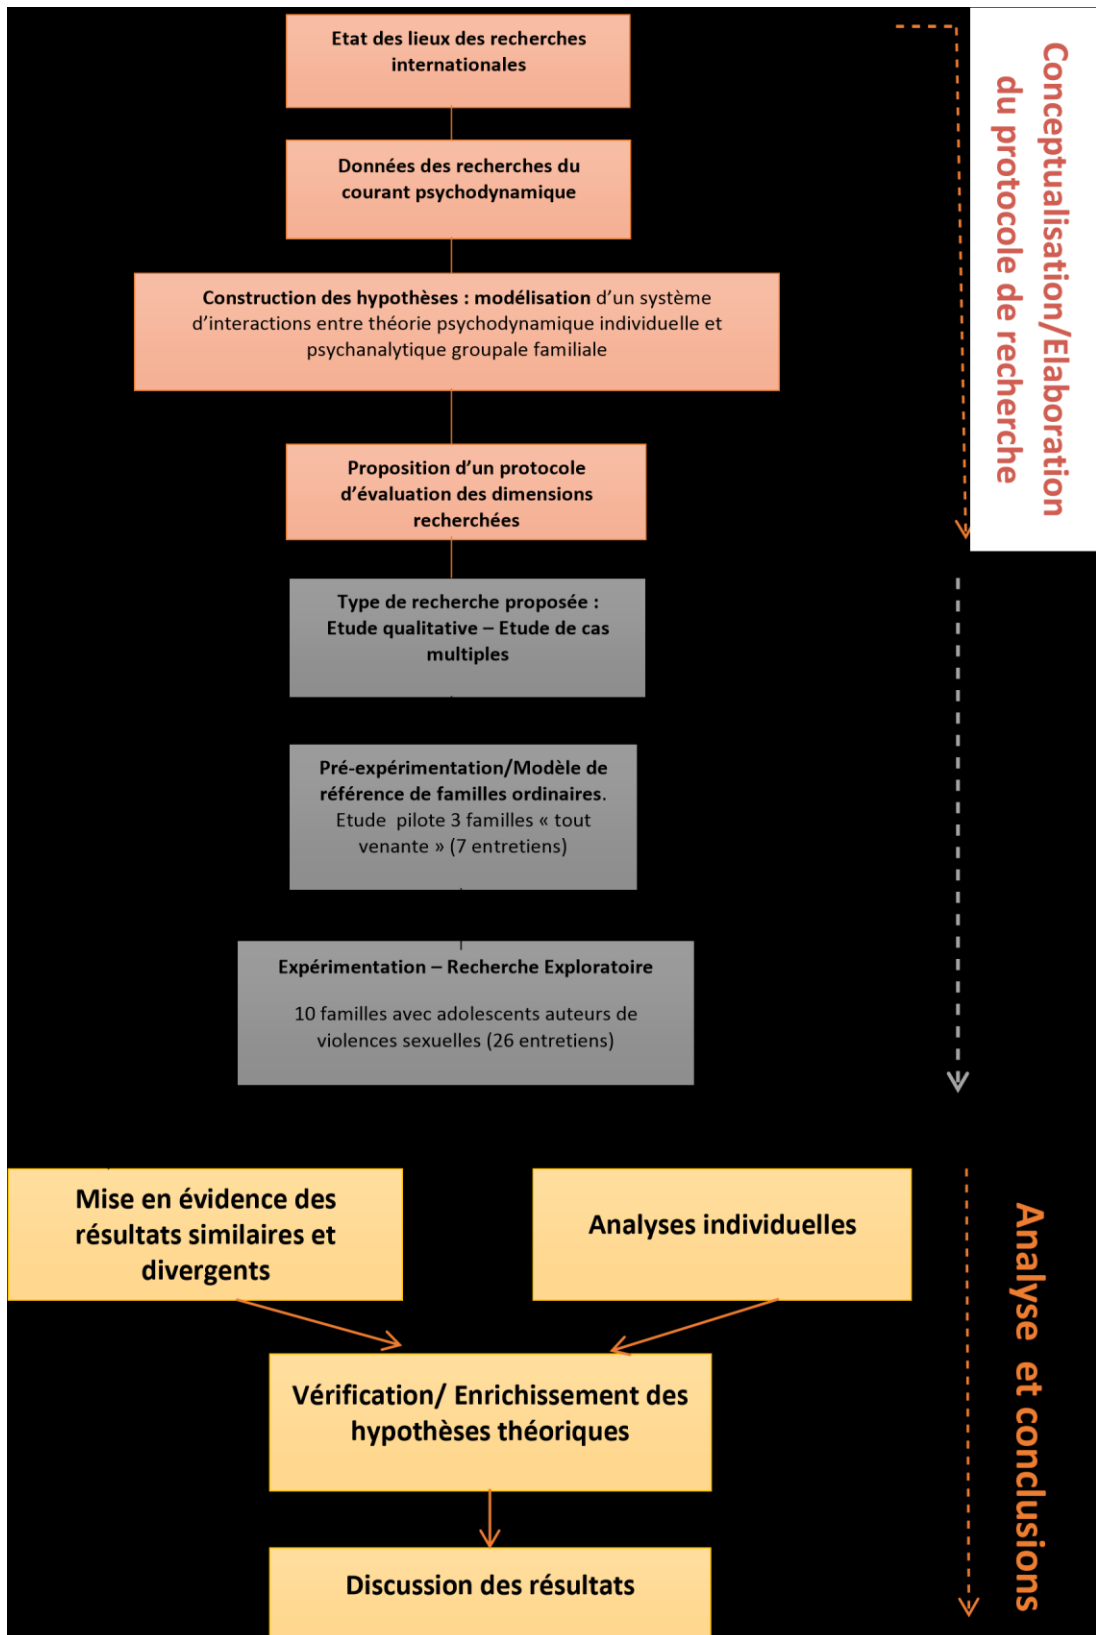 Etat des lieux des recherches
internationales
Données des recherches du
courant psychodynamique
Construction des hypothèses : modélisation d'un système
d'interactions entre théorie psychodynamique individuelle et
psychanalytique groupale familiale
Proposition d'un protocole
d'évaluation des dimensions
recherchées
Conceptualisation/Elaboration
du protocole de recherche
Type de recherche proposée :
Etude qualitative – Etude de cas
multiples
Pré-expérimentation/Modèle de
référence de familles ordinaires.
Etude pilote 3 familles « tout
venante » (7 entretiens)
Expérimentation – Recherche Exploratoire
10 familles avec adolescents auteurs de
violences sexuelles (26 entretiens)
Mise en évidence des
résultats similaires et
divergents
Analyses individuelles
Vérification/ Enrichissement des
hypothèses théoriques
Discussion des résultats
Analyse et conclusions